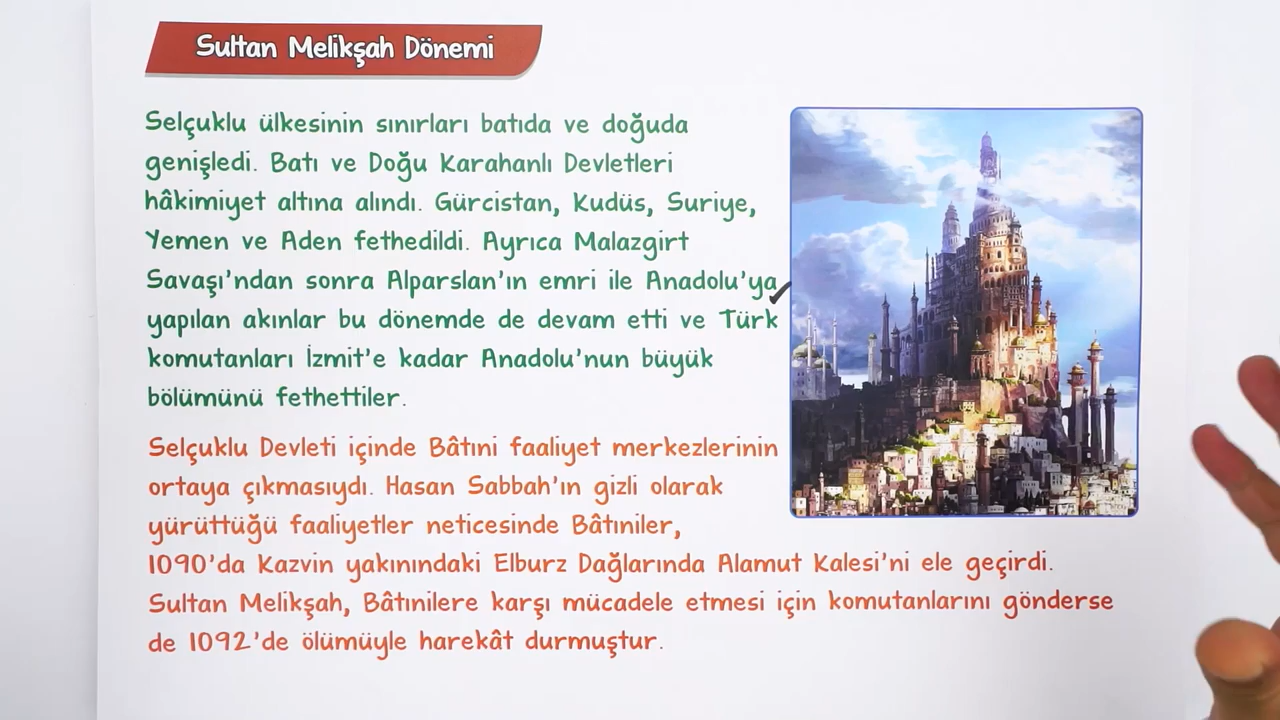 Sultan Melikşah Dönemi
Selçuklu ülkesinin sınırları batıda ve doğuda
genişledi. Batı ve Doğu Karahanlı Devletleri
hâkimiyet altına alındı. Gürcistan, Kudüs, Suriye,
Yemen ve Aden fethedildi. Ayrıca Malazgirt
Savaşı'ndan sonra Alparslan'ın emri ile Anadolu'ya
yapılan akınlar bu dönemde de devam etti ve Türk
komutanları İzmit'e kadar Anadolu'nun büyük
bölümünü fethettiler.
Selçuklu Devleti içinde Bâtıni faaliyet merkezlerinin
ortaya çıkmasıydı. Hasan Sabbah'ın gizli olarak
yürüttüğü faaliyetler neticesinde Bâtıniler,
1090'da Kazvin yakınındaki Elburz Dağlarında Alamut Kalesi'ni ele geçirdi.
Sultan Melikşah, Bâtınilere karşı mücadele etmesi için komutanlarını gönderse
de 1092'de ölümüyle harekât durmuştur.